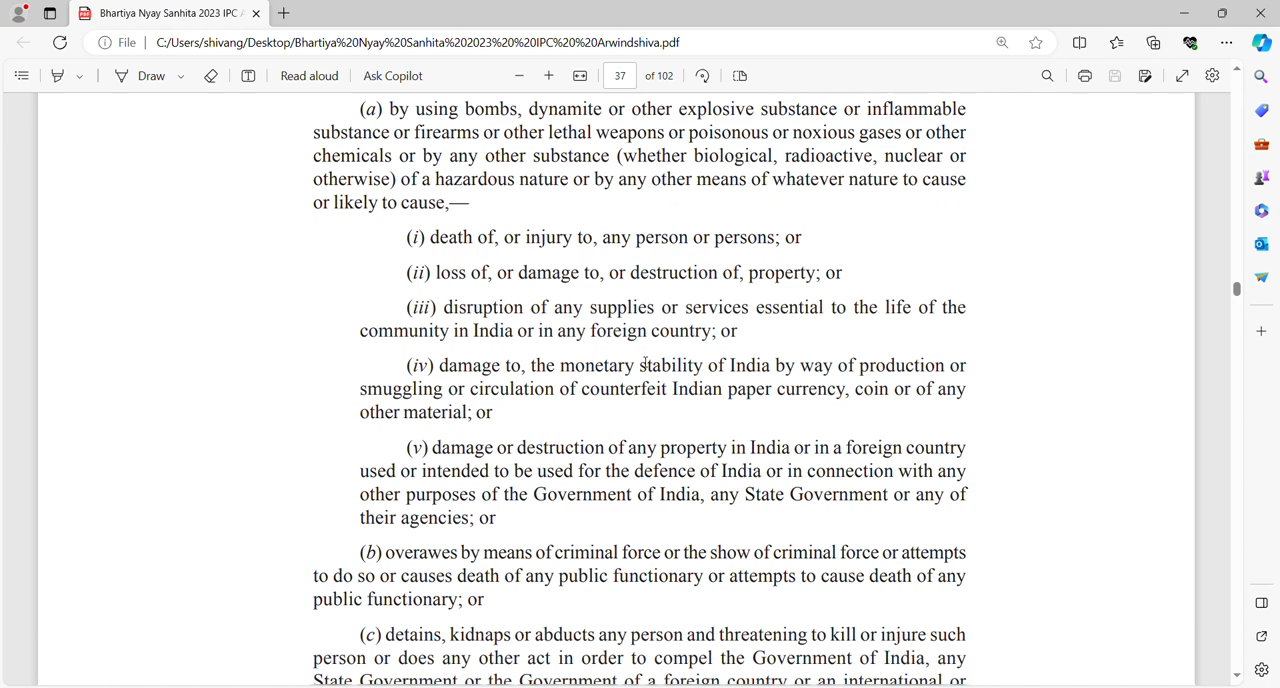 Bhartiya Nyay Sanhita 2023 IPC
File
C:/Users/shivang/Desktop/Bhartiya%20Nyay%20Sanhita%202023%20%20IPC%20%20Arwindshiva.pdf
Draw
Read aloud
Ask Copilot
37
of 102
(a) by using bombs, dynamite or other explosive substance or inflammable
substance or firearms or other lethal weapons or poisonous or noxious gases or other
chemicals or by any other substance (whether biological, radioactive, nuclear or
otherwise) of a hazardous nature or by any other means of whatever nature to cause
or likely to cause,—
(i) death of, or injury to, any person or persons; or
(ii) loss of, or damage to, or destruction of, property; or
(iii) disruption of any supplies or services essential to the life of the
community in India or in any foreign country; or
(iv) damage to, the monetary stability of India by way of production or
smuggling or circulation of counterfeit Indian paper currency, coin or of any
other material; or
(v) damage or destruction of any property in India or in a foreign country
used or intended to be used for the defence of India or in connection with any
other purposes of the Government of India, any State Government or any of
their agencies; or
(b) overawes by means of criminal force or the show of criminal force or attempts
to do so or causes death of any public functionary or attempts to cause death of any
public functionary; or
(c) detains, kidnaps or abducts any person and threatening to kill or injure such
person or does any other act in order to compel the Government of India, any
State Government or the Government of a foreign country or an international or